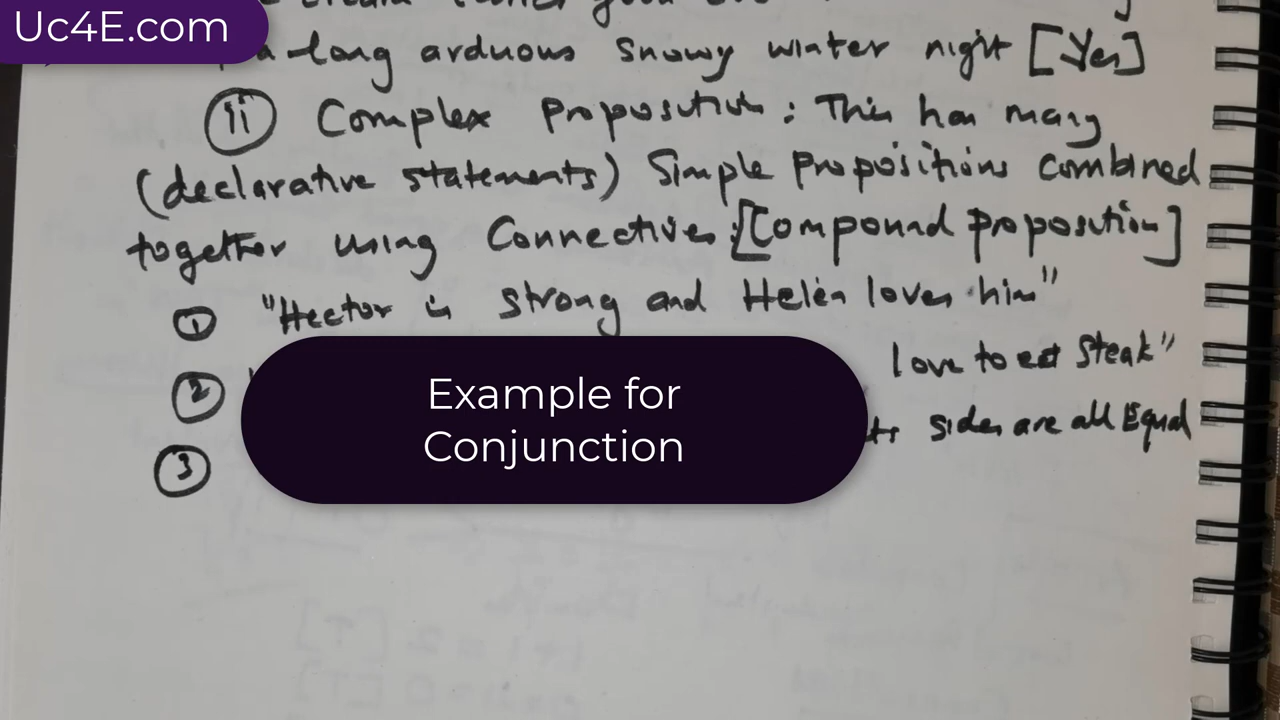 Uc4E.com
a long arduous snowy winter night [Yes]
(ii) Complex Proposition : This has many
(declarative statements) Simple Propositions combined
together using Connectives. [Compound proposition]
① "Hector is strong and Helen loves him"
② love to eat steak"
③ sides are all Equal
Example for
Conjunction